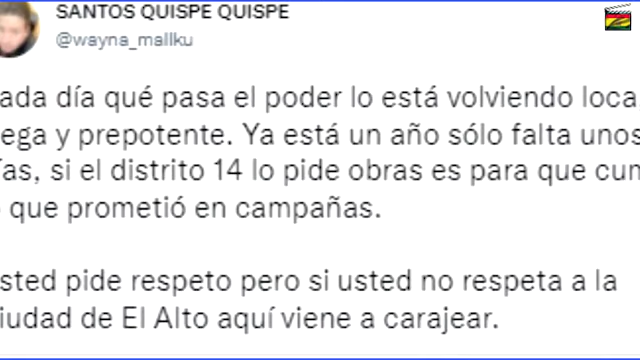 SANTOS QUISPE QUISPE
@wayna_mallku
ada día qué pasa el poder lo está volviendo loca
ega y prepotente. Ya está un año sólo falta unos
ías, si el distrito 14 lo pide obras es para que cum
que prometió en campañas.
sted pide respeto pero si usted no respeta a la
iudad de El Alto aquí viene a carajear.